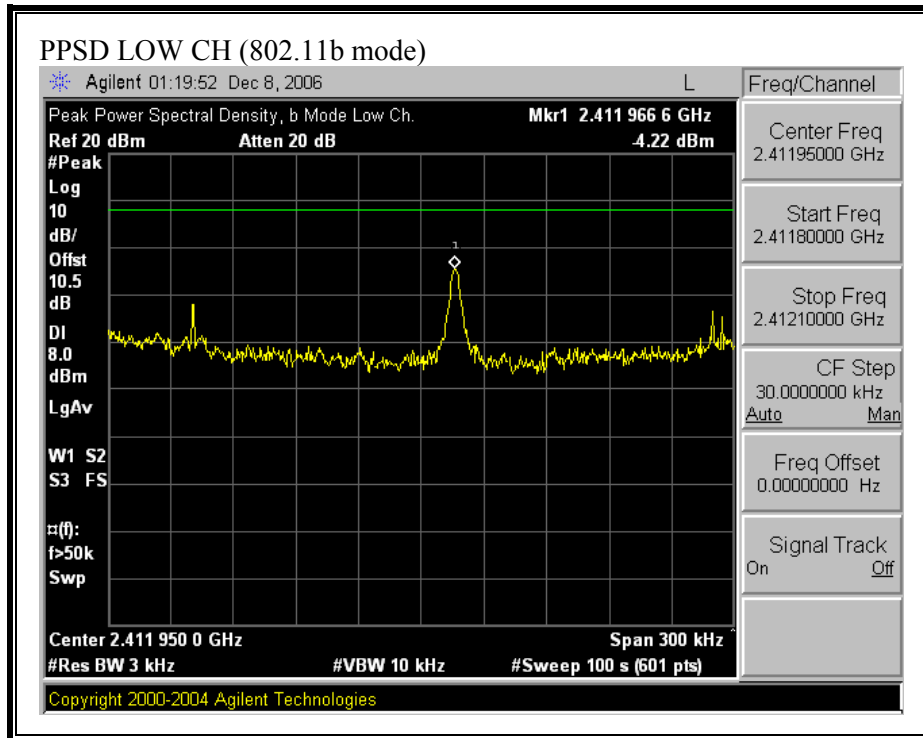 PPSD LOW CH (802.11b mode)
Agilent 01:19:52 Dec 8, 2006 L
Peak Power Spectral Density, b Mode Low Ch. Mkr1 2.411 966 6 GHz
Ref 20 dBm Atten 20 dB -4.22 dBm
#Peak
Log
10
dB/
Offst
10.5
dB
DI
8.0
dBm
LgAv
W1 S2
S3 FS
¤(f):
f>50k
Swp
1
Center 2.411 950 0 GHz Span 300 kHz ^
#Res BW 3 kHz #VBW 10 kHz #Sweep 100 s (601 pts)
Copyright 2000-2004 Agilent Technologies
Freq/Channel
Center Freq
2.41195000 GHz
Start Freq
2.41180000 GHz
Stop Freq
2.41210000 GHz
CF Step
30.0000000 kHz
Auto Man
Freq Offset
0.00000000 Hz
Signal Track
On Off